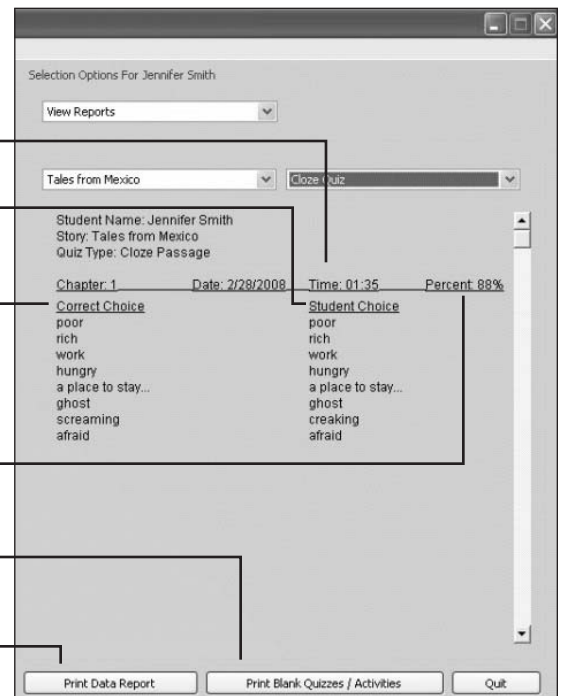 Selection Options For Jennifer Smith
View Reports
Tales from Mexico Cloze Quiz
Student Name: Jennifer Smith
Story: Tales from Mexico
Quiz Type: Cloze Passage
Chapter: 1 Date: 2/28/2008 Time: 01:35 Percent: 88%
Correct Choice Student Choice
poor poor
rich rich
work work
hungry hungry
a place to stay... a place to stay...
ghost ghost
screaming creaking
afraid afraid
Print Data Report Print Blank Quizzes / Activities Quit